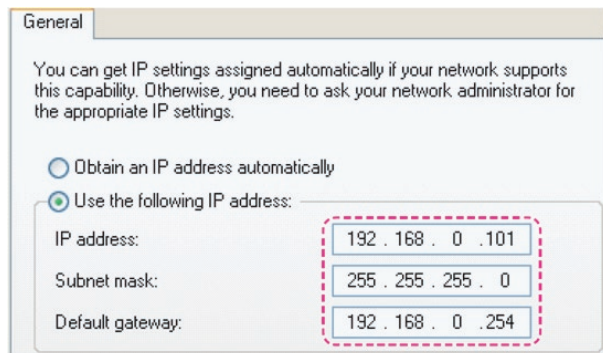 General
You can get IP settings assigned automatically if your network supports
this capability. Otherwise, you need to ask your network administrator for
the appropriate IP settings.
Obtain an IP address automatically
Use the following IP address:
IP address: 192 . 168 . 0 .101
Subnet mask: 255 . 255 . 255 . 0
Default gateway: 192 . 168 . 0 .254